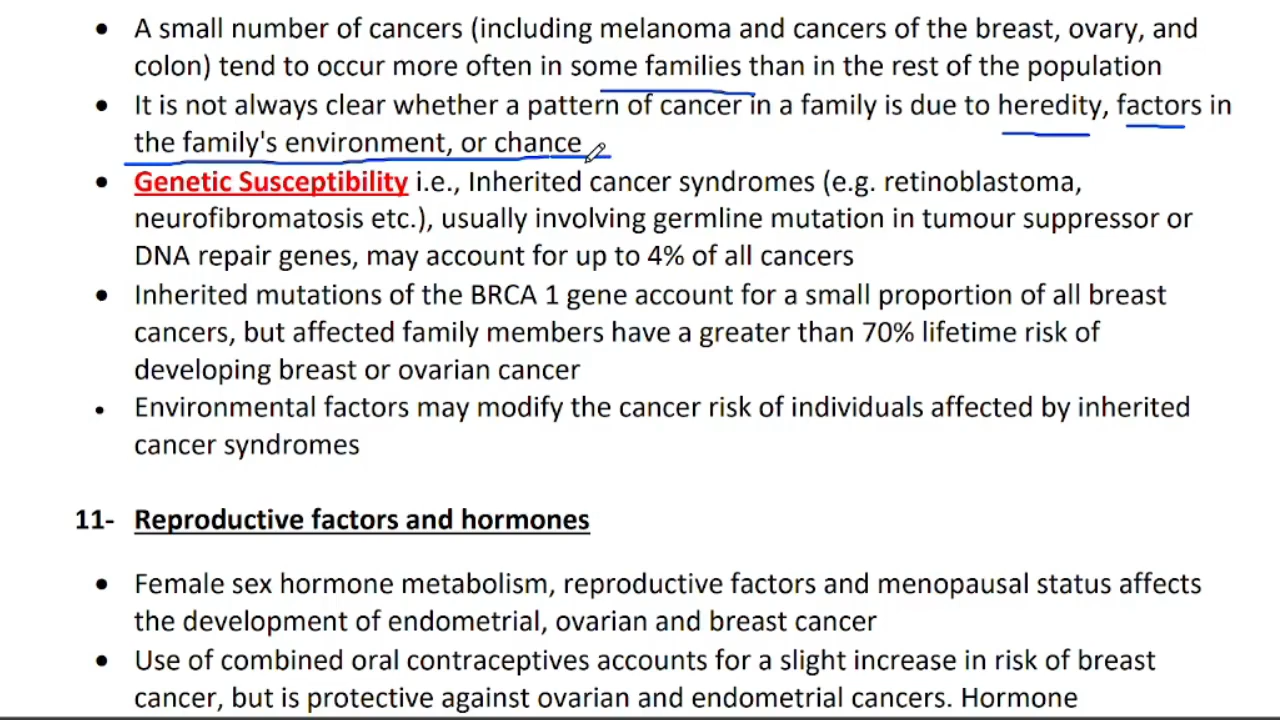 • A small number of cancers (including melanoma and cancers of the breast, ovary, and
colon) tend to occur more often in some families than in the rest of the population
• It is not always clear whether a pattern of cancer in a family is due to heredity, factors in
the family's environment, or chance
• Genetic Susceptibility i.e., Inherited cancer syndromes (e.g. retinoblastoma,
neurofibromatosis etc.), usually involving germline mutation in tumour suppressor or
DNA repair genes, may account for up to 4% of all cancers
• Inherited mutations of the BRCA 1 gene account for a small proportion of all breast
cancers, but affected family members have a greater than 70% lifetime risk of
developing breast or ovarian cancer
• Environmental factors may modify the cancer risk of individuals affected by inherited
cancer syndromes
11- Reproductive factors and hormones
• Female sex hormone metabolism, reproductive factors and menopausal status affects
the development of endometrial, ovarian and breast cancer
• Use of combined oral contraceptives accounts for a slight increase in risk of breast
cancer, but is protective against ovarian and endometrial cancers. Hormone